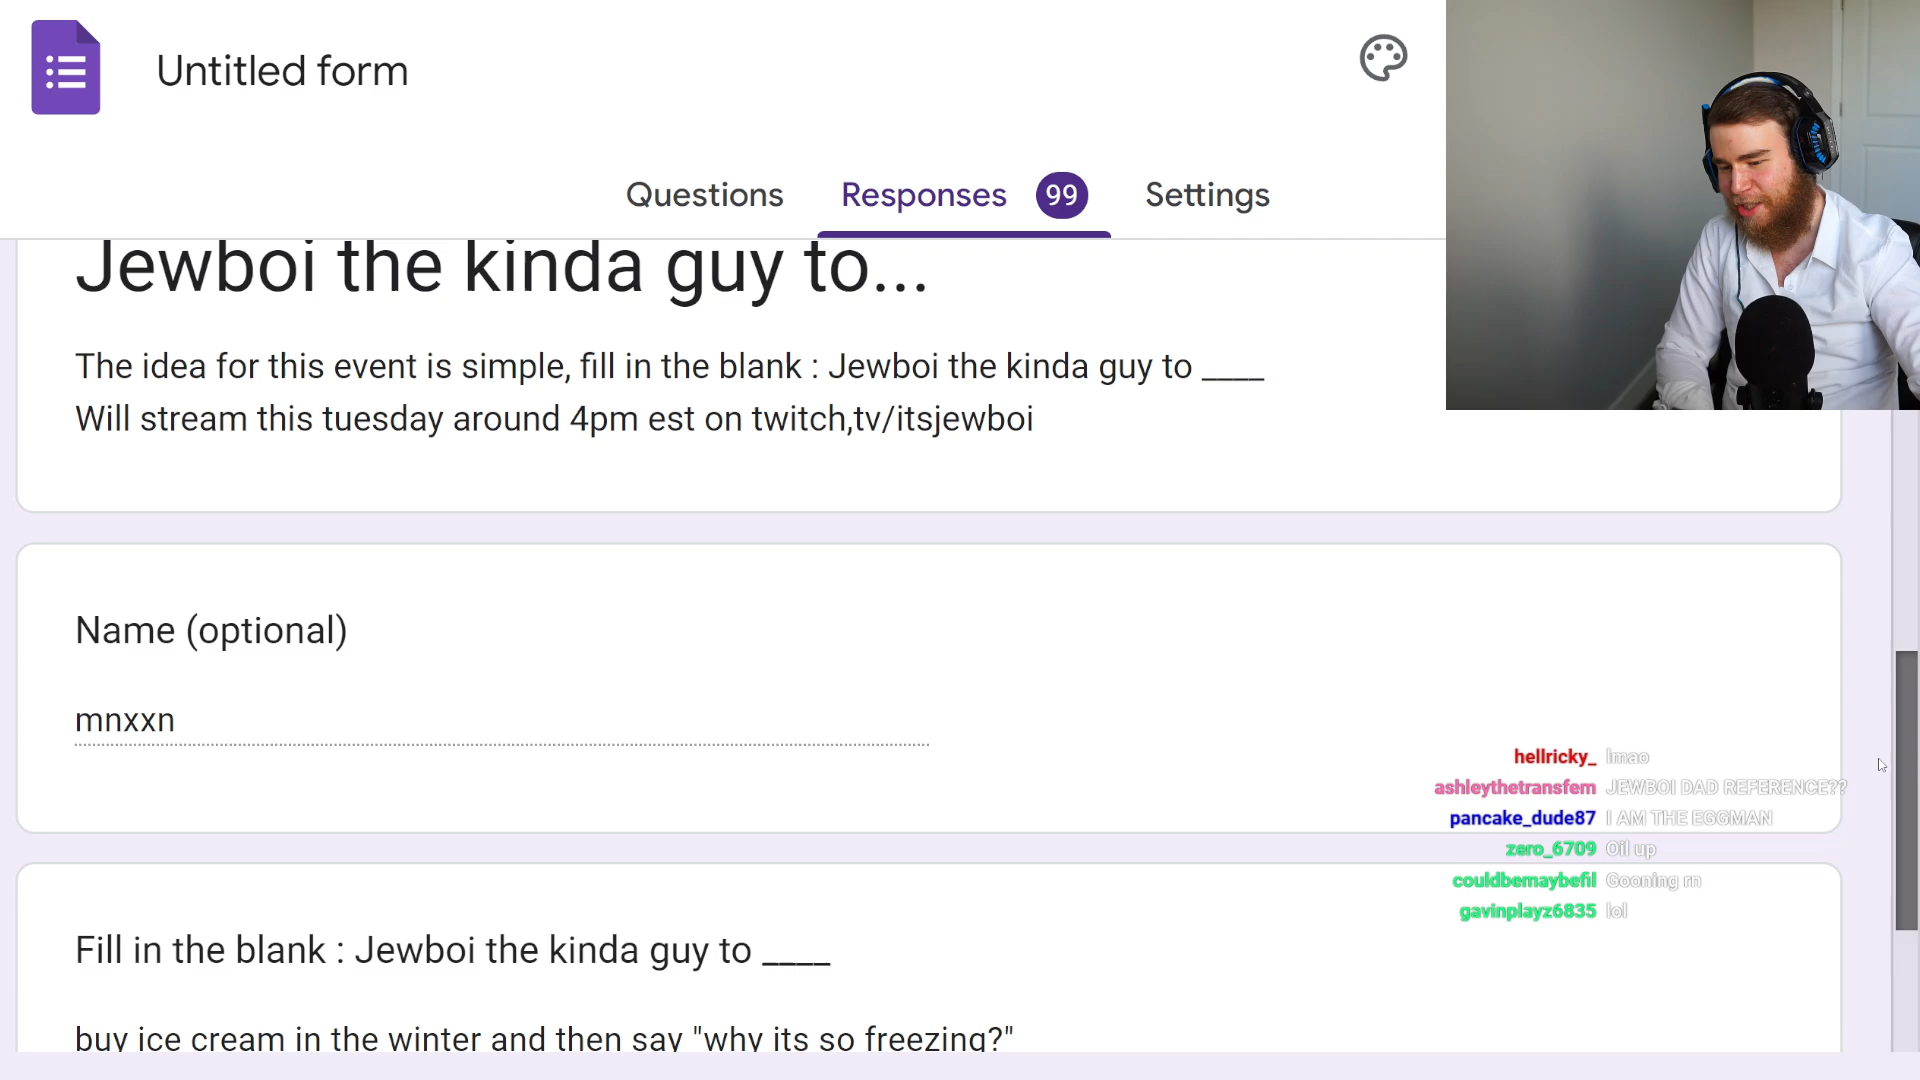 Untitled form
Questions
Responses 99
Settings
Jewboi the kinda guy to...
The idea for this event is simple, fill in the blank : Jewboi the kinda guy to ____
Will stream this tuesday around 4pm est on twitch,tv/itsjewboi
Name (optional)
mnxxn
hellricky_ lmao
ashleythetransfem JEWBOI DAD REFERENCE??
pancake_dude87 I AM THE EGGMAN
zero_6709 Oil up
couldbemaybefil Gooning rn
gavinplayz6835 lol
Fill in the blank : Jewboi the kinda guy to ____
buy ice cream in the winter and then say "why its so freezing?"